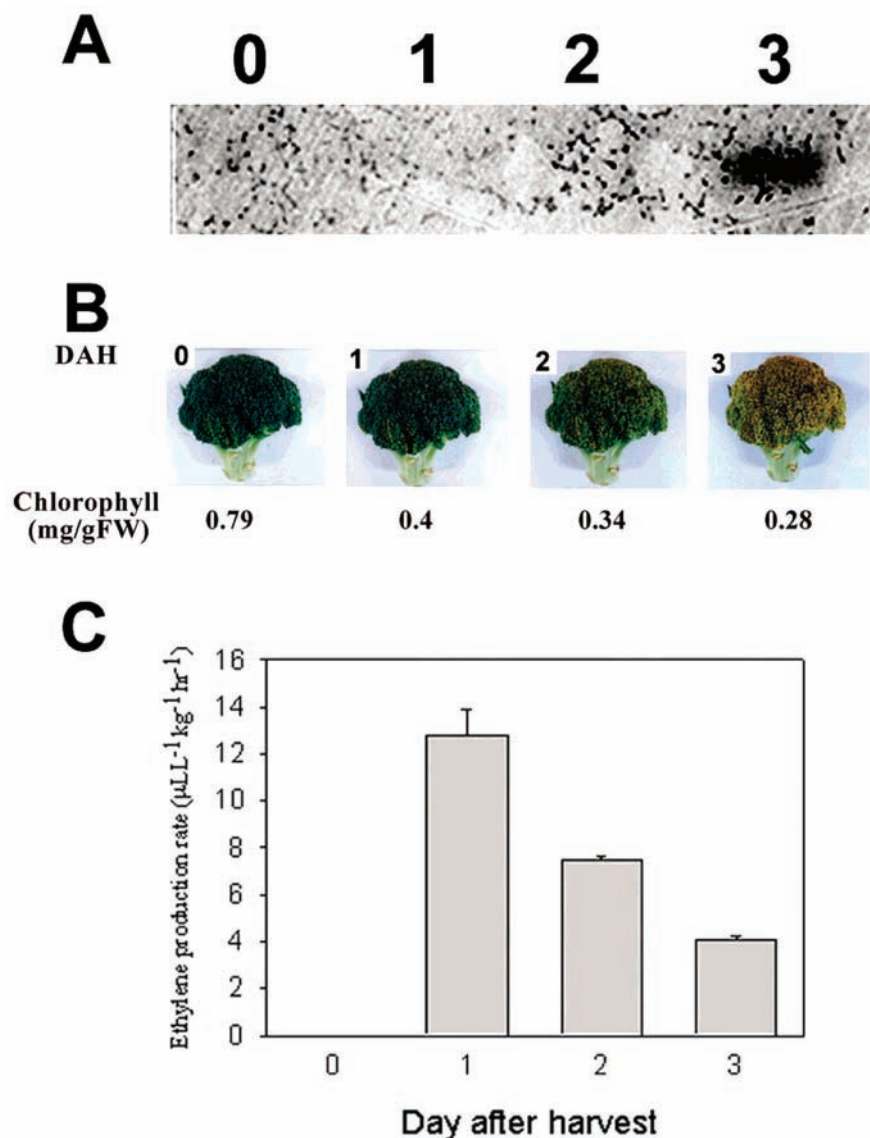 A
0 1 2 3
B
DAH
0 1 2 3
Chlorophyll
(mg/gFW)
0.79 0.4 0.34 0.28
C
Ethylene production rate (μLL⁻¹kg⁻¹hr⁻¹)
16
14
12
10
8
6
4
2
0
0 1 2 3
Day after harvest